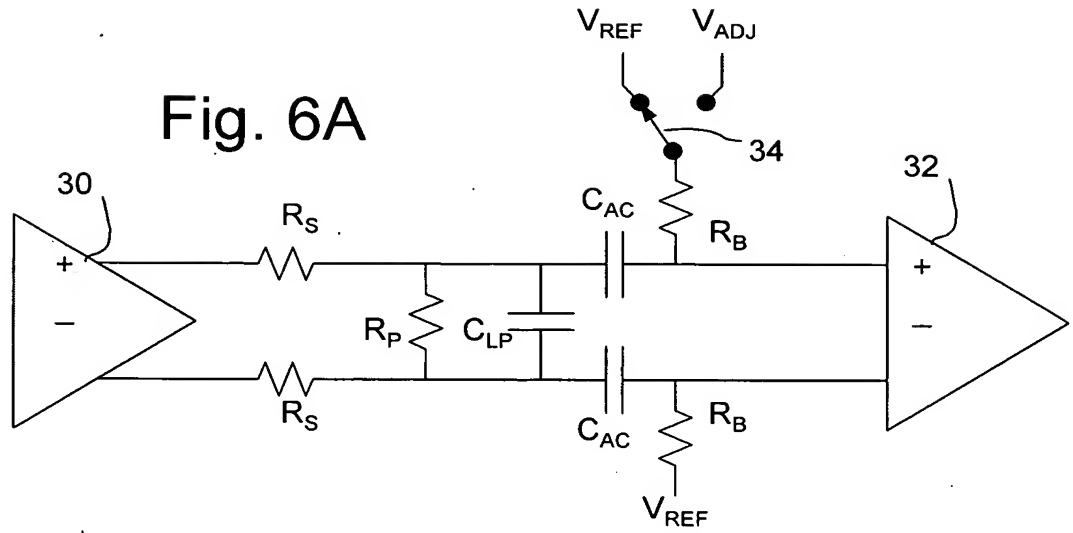 V_REF V_ADJ
Fig. 6A
34
30
32
R_S
C_AC
R_B
+
+
−
−
R_P
C_LP
R_S
C_AC
R_B
V_REF